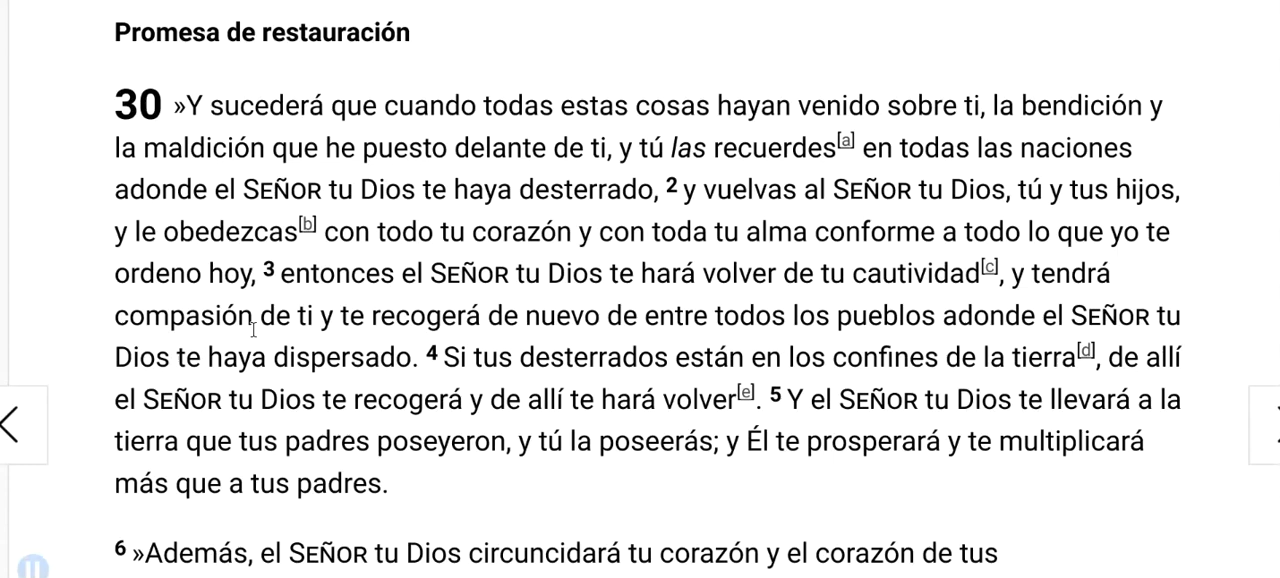 Promesa de restauración
30 »Y sucederá que cuando todas estas cosas hayan venido sobre ti, la bendición y
la maldición que he puesto delante de ti, y tú las recuerdes[a] en todas las naciones
adonde el SEÑOR tu Dios te haya desterrado, 2 y vuelvas al SEÑOR tu Dios, tú y tus hijos,
y le obedezcas[b] con todo tu corazón y con toda tu alma conforme a todo lo que yo te
ordeno hoy, 3 entonces el SEÑOR tu Dios te hará volver de tu cautividad[c], y tendrá
compasión de ti y te recogerá de nuevo de entre todos los pueblos adonde el SEÑOR tu
Dios te haya dispersado. 4 Si tus desterrados están en los confines de la tierra[d], de allí
el SEÑOR tu Dios te recogerá y de allí te hará volver[e]. 5 Y el SEÑOR tu Dios te llevará a la
tierra que tus padres poseyeron, y tú la poseerás; y Él te prosperará y te multiplicará
más que a tus padres.
6 »Además, el SEÑOR tu Dios circuncidará tu corazón y el corazón de tus